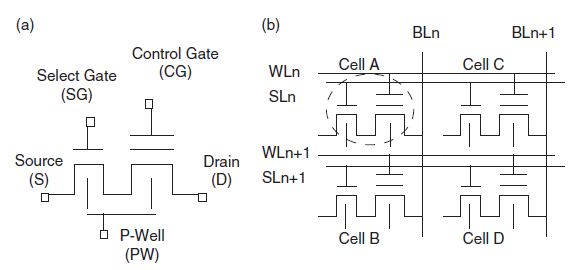 (a)
Control Gate
(CG)
Select Gate
(SG)
Source
(S)
Drain
(D)
P-Well
(PW)
(b)
BLn
BLn+1
Cell A
Cell C
WLn
SLn
WLn+1
SLn+1
Cell B
Cell D